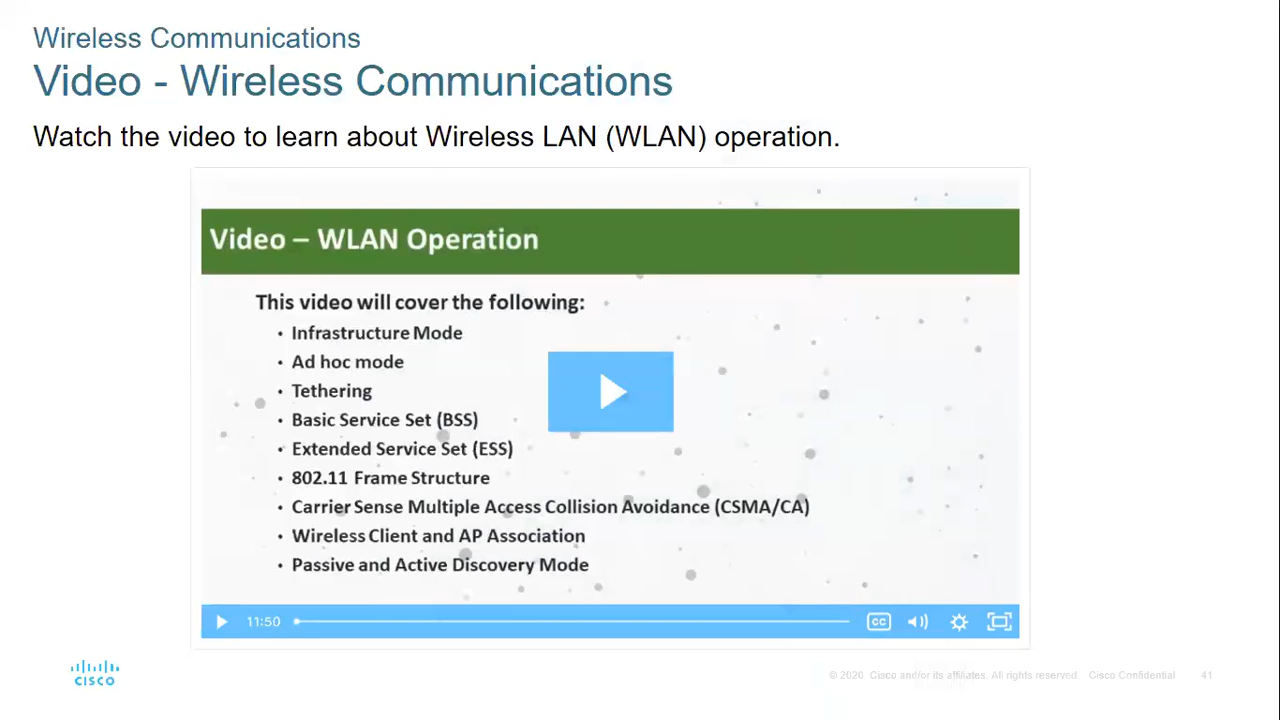 Wireless Communications
Video - Wireless Communications
Watch the video to learn about Wireless LAN (WLAN) operation.
Video – WLAN Operation
This video will cover the following:
• Infrastructure Mode
• Ad hoc mode
• Tethering
• Basic Service Set (BSS)
• Extended Service Set (ESS)
• 802.11 Frame Structure
• Carrier Sense Multiple Access Collision Avoidance (CSMA/CA)
• Wireless Client and AP Association
• Passive and Active Discovery Mode
11:50 CC
CISCO © 2020 Cisco and/or its affiliates. All rights reserved. Cisco Confidential 41